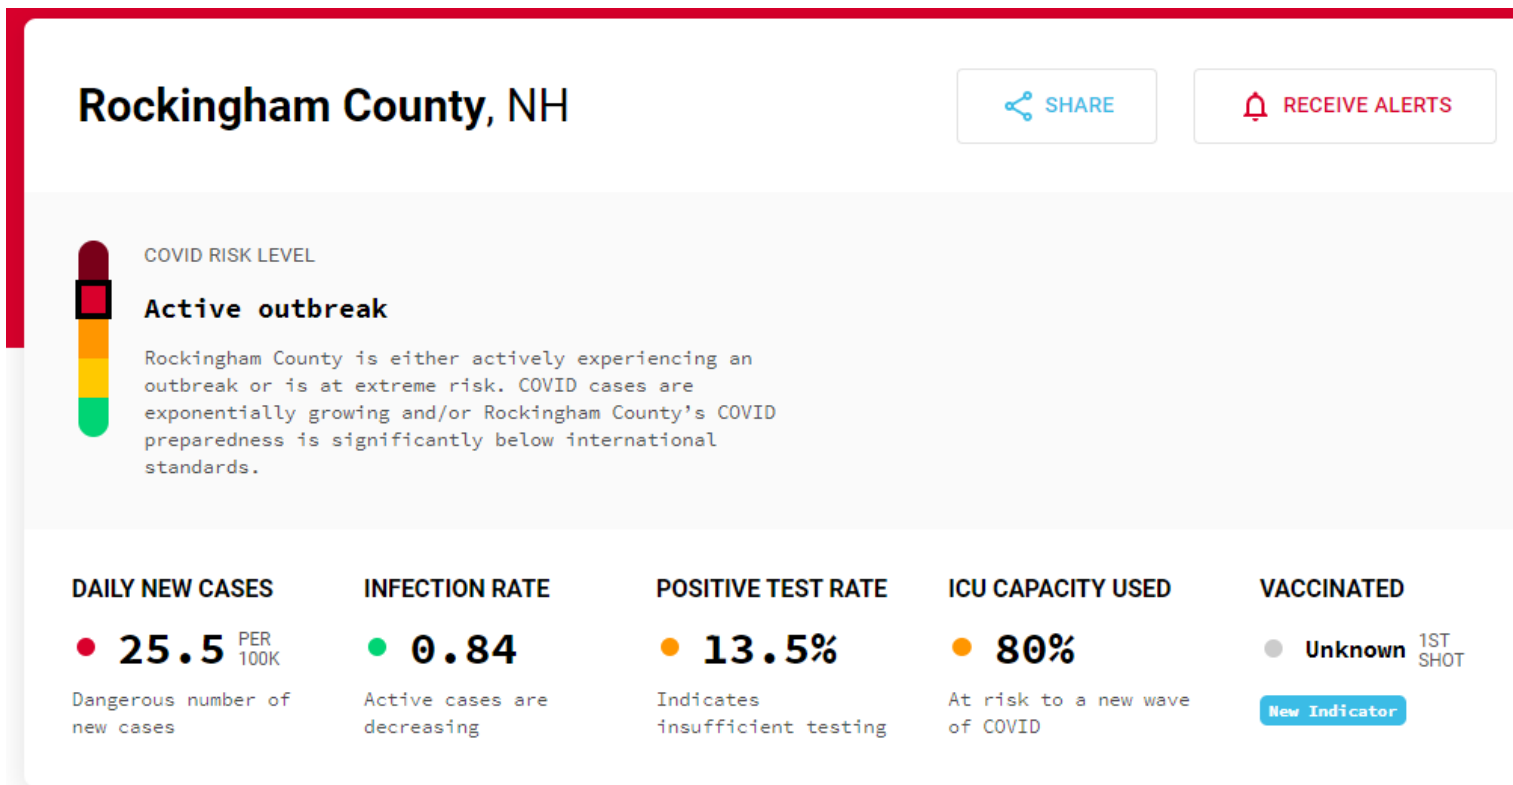 Rockingham County, NH
SHARE
RECEIVE ALERTS
COVID RISK LEVEL
Active outbreak
Rockingham County is either actively experiencing an
outbreak or is at extreme risk. COVID cases are
exponentially growing and/or Rockingham County’s COVID
preparedness is significantly below international
standards.
DAILY NEW CASES
25.5 PER
100K
Dangerous number of
new cases
INFECTION RATE
0.84
Active cases are
decreasing
POSITIVE TEST RATE
13.5%
Indicates
insufficient testing
ICU CAPACITY USED
80%
At risk to a new wave
of COVID
VACCINATED
Unknown 1ST
SHOT
New Indicator